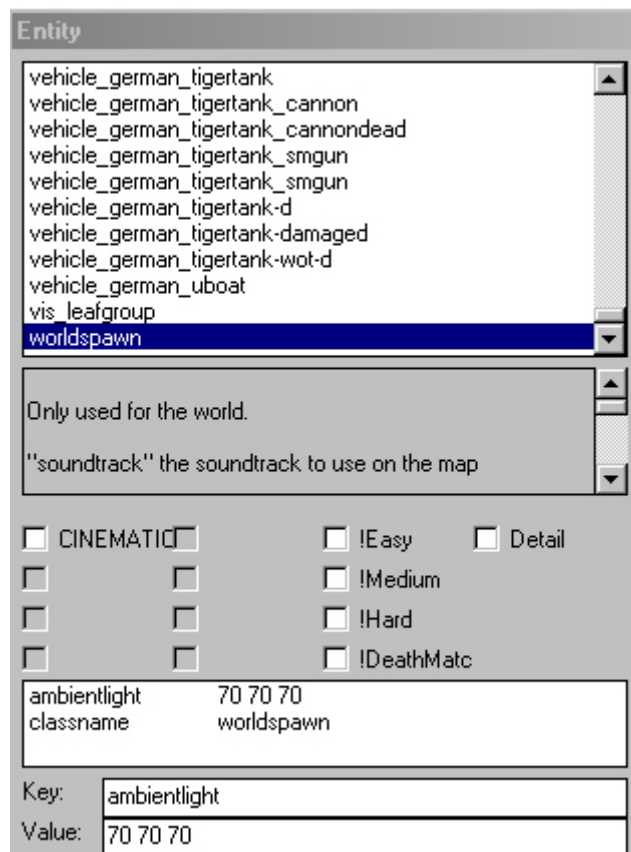 Entity
vehicle_german_tigertank
vehicle_german_tigertank_cannon
vehicle_german_tigertank_cannondead
vehicle_german_tigertank_smgun
vehicle_german_tigertank_smgun
vehicle_german_tigertank-d
vehicle_german_tigertank-damaged
vehicle_german_tigertank-wot-d
vehicle_german_uboat
vis_leafgroup
worldspawn
Only used for the world.
"soundtrack" the soundtrack to use on the map
CINEMATIC !Easy Detail
!Medium
!Hard
!DeathMatc
ambientlight 70 70 70
classname worldspawn
Key: ambientlight
Value: 70 70 70